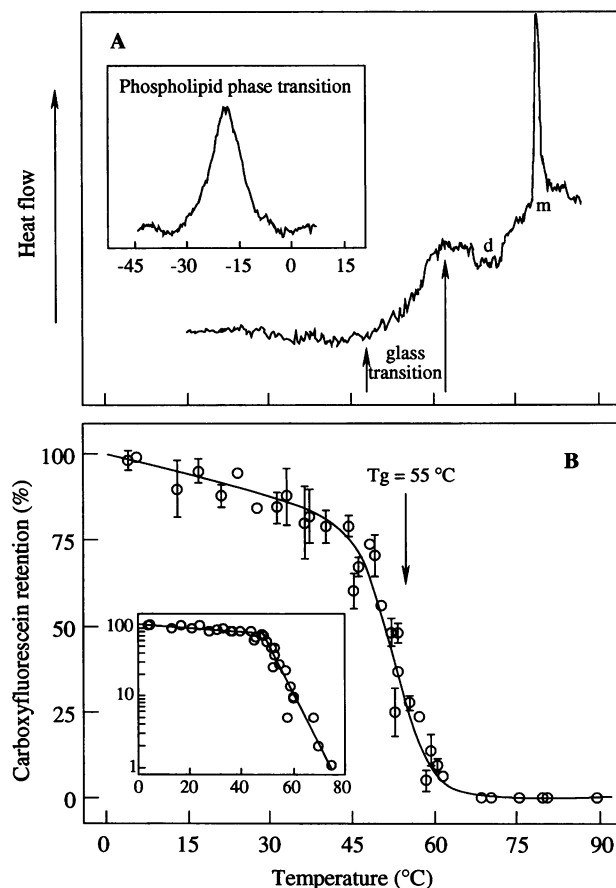 A
Phospholipid phase transition
-45 -30 -15 0 15
Heat flow
m
d
glass
transition
B
100
75
50
25
0
Carboxyfluorescein retention (%)
Tg = 55 °C
100
10
1
0 20 40 60 80
0 15 30 45 60 75 90
Temperature (°C)